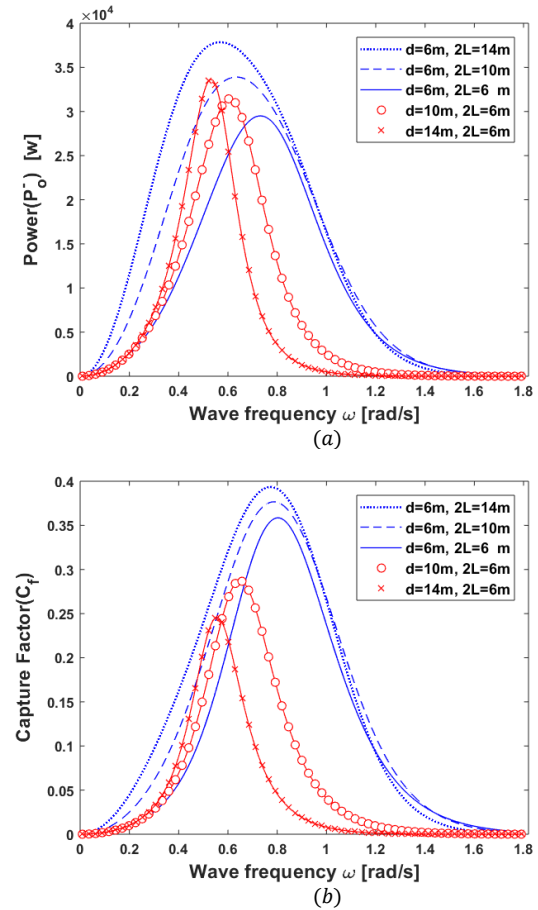 ×10⁴
4
3.5
3
2.5
2
1.5
1
0.5
0
Power(P⁻ₒ) [w]
d=6m, 2L=14m
d=6m, 2L=10m
d=6m, 2L=6 m
d=10m, 2L=6m
d=14m, 2L=6m
0 0.2 0.4 0.6 0.8 1 1.2 1.4 1.6 1.8
Wave frequency ω [rad/s]
(a)
0.4
0.35
0.3
0.25
0.2
0.15
0.1
0.05
0
Capture Factor(C_f)
d=6m, 2L=14m
d=6m, 2L=10m
d=6m, 2L=6 m
d=10m, 2L=6m
d=14m, 2L=6m
0 0.2 0.4 0.6 0.8 1 1.2 1.4 1.6 1.8
Wave frequency ω [rad/s]
(b)